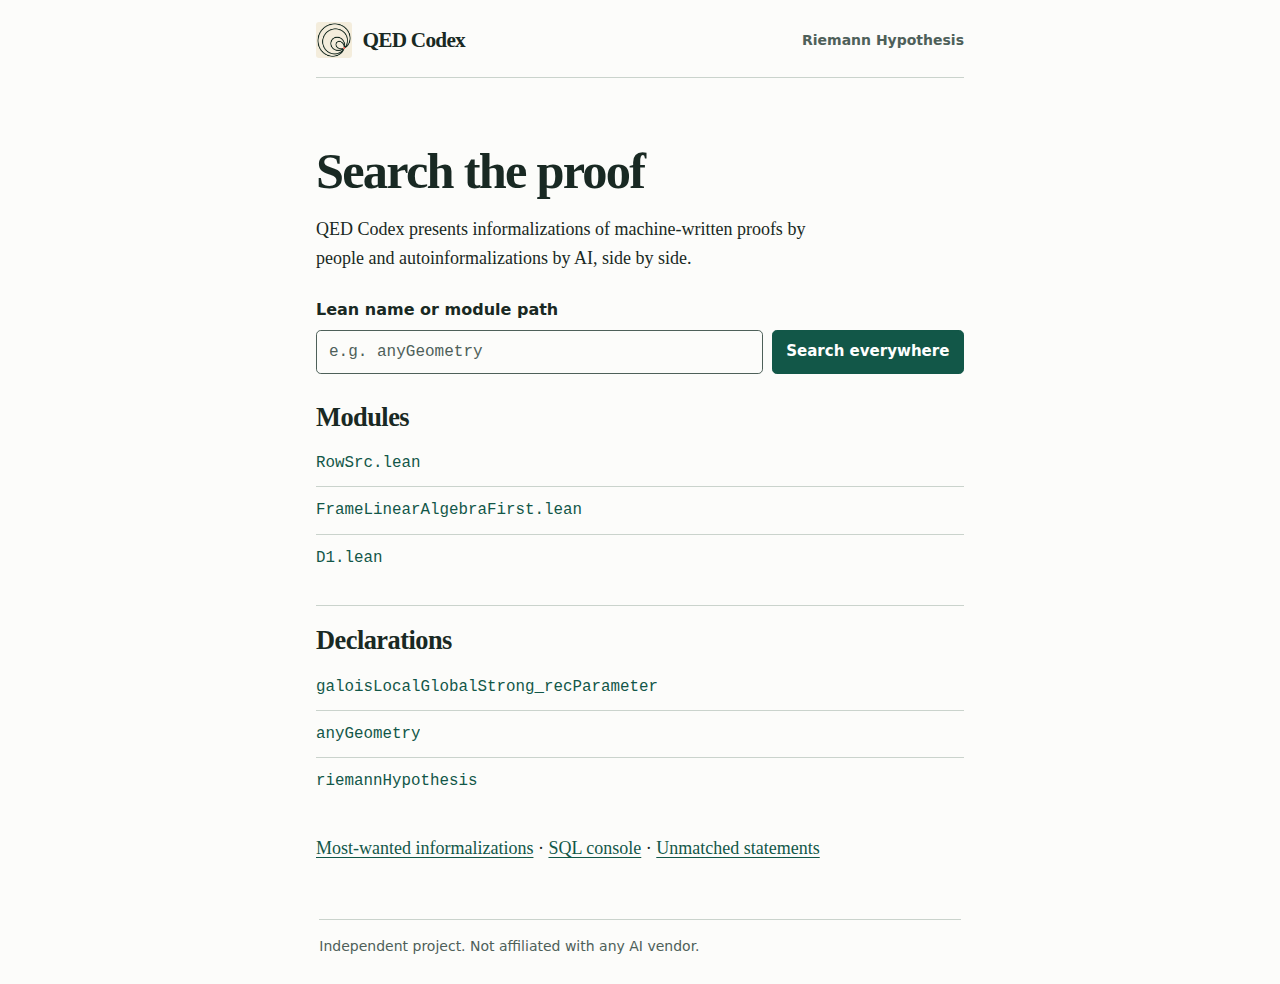 QED Codex
Riemann Hypothesis
Search the proof
QED Codex presents informalizations of machine-written proofs by
people and autoinformalizations by AI, side by side.
Lean name or module path
e.g. anyGeometry
Search everywhere
Modules
RowSrc.lean
FrameLinearAlgebraFirst.lean
D1.lean
Declarations
galoisLocalGlobalStrong_recParameter
anyGeometry
riemannHypothesis
Most-wanted informalizations · SQL console · Unmatched statements
Independent project. Not affiliated with any AI vendor.